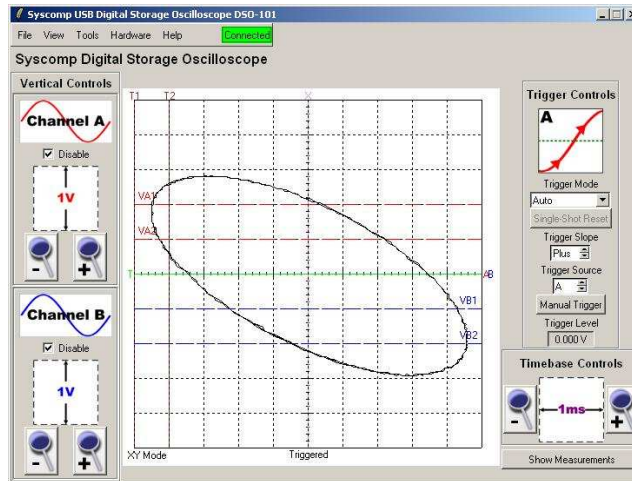 Syscomp USB Digital Storage Oscilloscope DSO-101
File View Tools Hardware Help Connected
Syscomp Digital Storage Oscilloscope
Vertical Controls
Channel A
Disable
1V
- +
Channel B
Disable
1V
- +
T1 T2 X
VA1
VA2
T AB
VB1
VB2
XY Mode Triggered
Trigger Controls
A
Trigger Mode
Auto
Single-Shot Reset
Trigger Slope
Plus
Trigger Source
A
Manual Trigger
Trigger Level
0.000 V
Timebase Controls
- 1ms +
Show Measurements